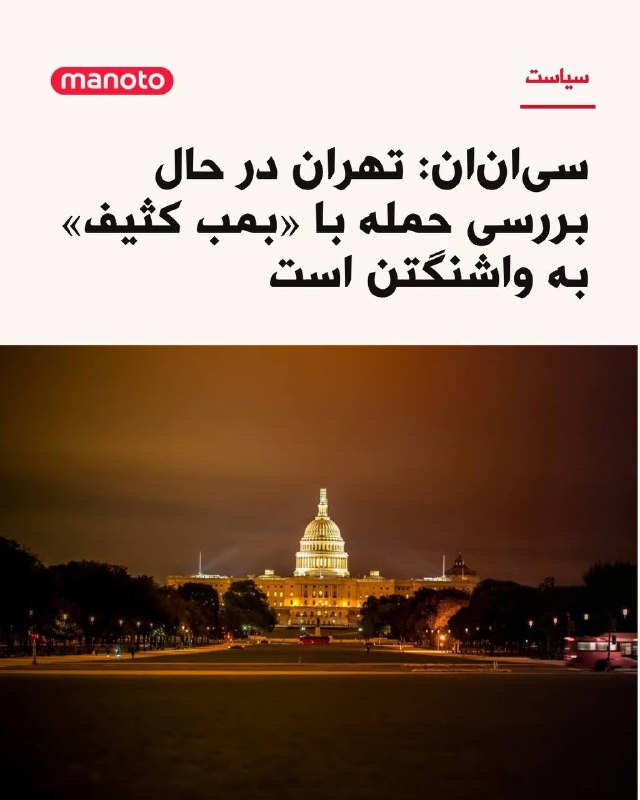 manoto
سیاست
سی‌ان‌ان: تهران در حال
بررسی حمله با «بمب کثیف»
به واشنگتن است